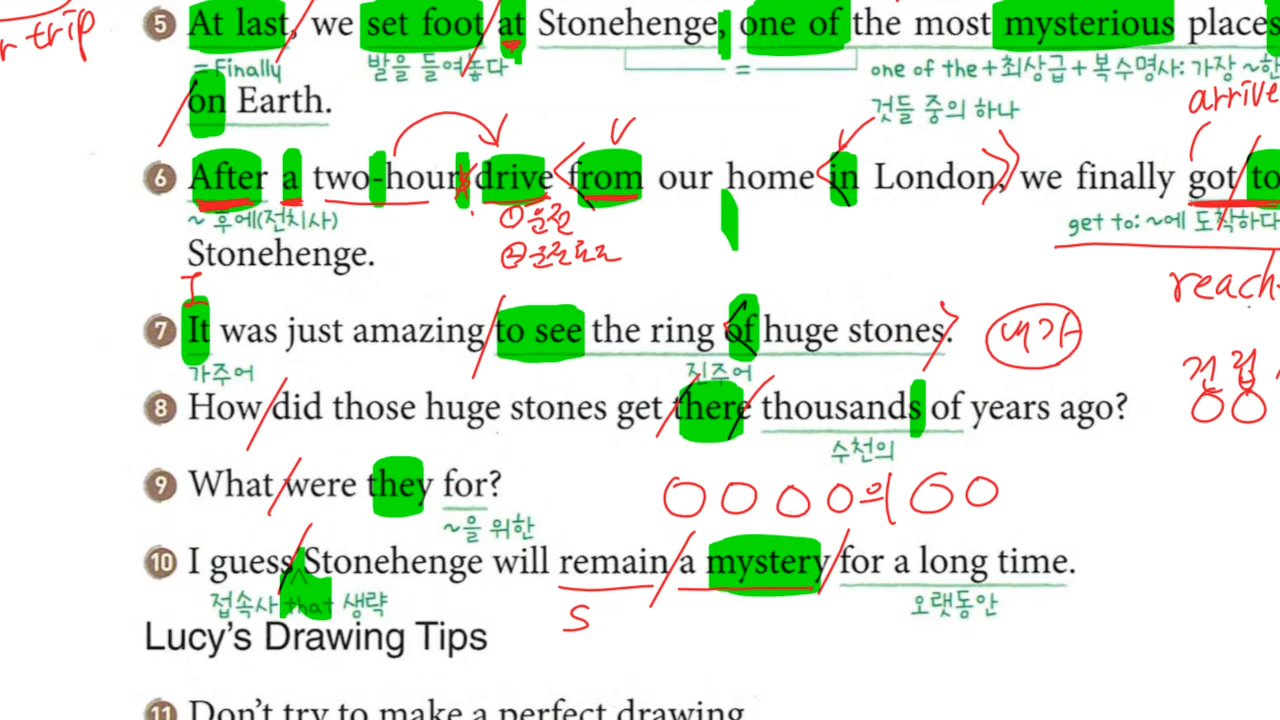 r trip
5 At last, we set foot at Stonehenge, one of the most mysterious places
= Finally 발을 들여놓다 = one of the+최상급+복수명사: 가장 ~한
on Earth.
것들 중의 하나
arrive
6 After a two-hour drive from our home in London, we finally got to
~ 후에(전치사) ①운전 get to: ~에 도착하다
Stonehenge.
reach
I
7 It was just amazing to see the ring of huge stones. 내가
가주어 진주어
8 How did those huge stones get there thousands of years ago?
수천의
9 What were they for?
~을 위한
10 I guess Stonehenge will remain a mystery for a long time.
접속사 that 생략 S 오랫동안
Lucy's Drawing Tips
11 Don't try to make a perfect drawing.